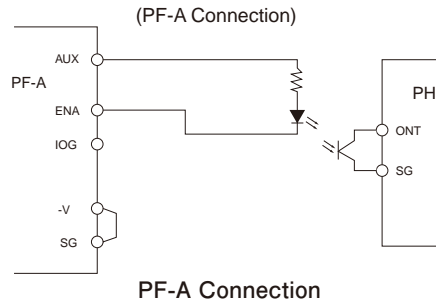 (PF-A Connection)
AUX
PF-A
ENA
IOG
-V
SG
PH
ONT
SG
PF-A Connection